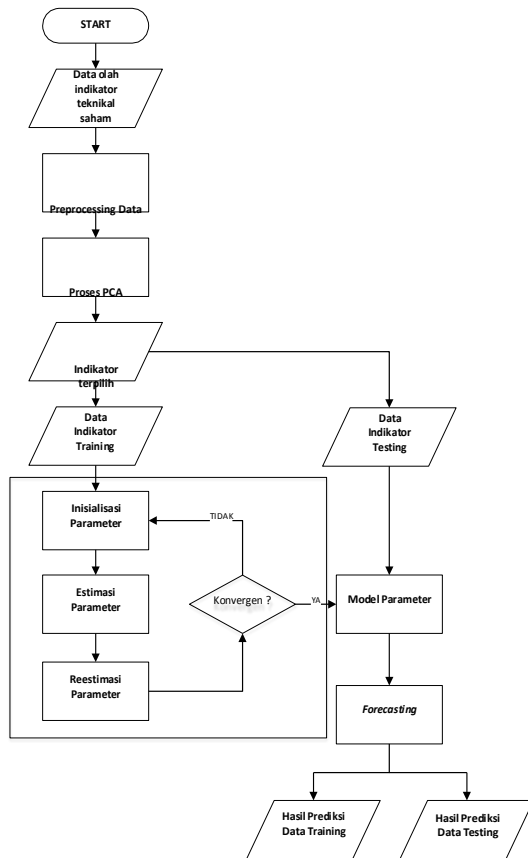 START
Data olah
indikator
teknikal
saham
Preprocessing Data
Proses PCA
Indikator
terpilih
Data
Indikator
Training
Data
Indikator
Testing
Inisialisasi
Parameter
TIDAK
Estimasi
Parameter
Konvergen ?
YA
Model Parameter
Reestimasi
Parameter
Forecasting
Hasil Prediksi
Data Training
Hasil Prediksi
Data Testing